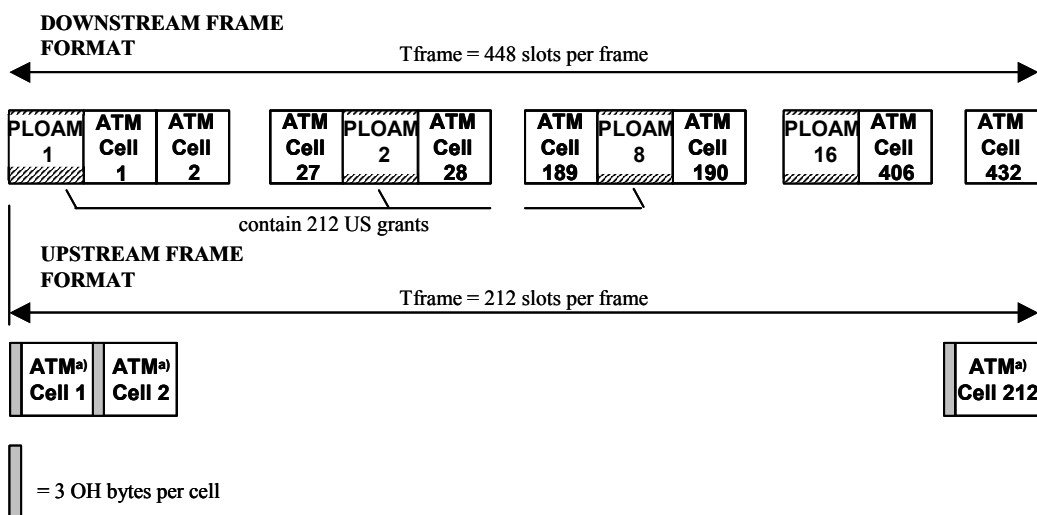 DOWNSTREAM FRAME
FORMAT
Tframe = 448 slots per frame
PLOAM 1
ATM Cell 1
ATM Cell 2
ATM Cell 27
PLOAM 2
ATM Cell 28
ATM Cell 189
PLOAM 8
ATM Cell 190
PLOAM 16
ATM Cell 406
ATM Cell 432
contain 212 US grants
UPSTREAM FRAME
FORMAT
Tframe = 212 slots per frame
ATMa) Cell 1
ATMa) Cell 2
ATMa) Cell 212
= 3 OH bytes per cell